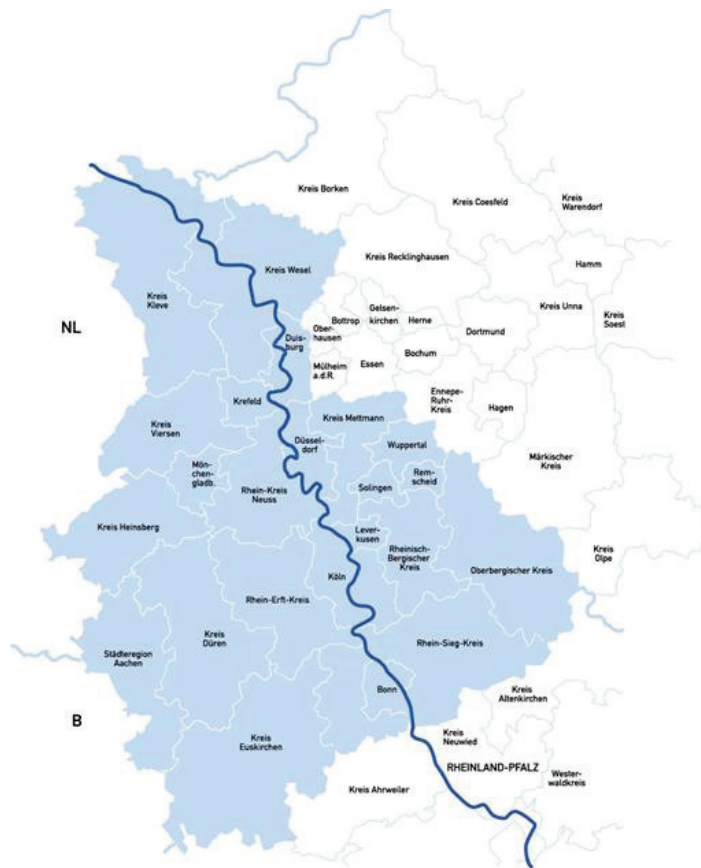 Kreis Borken
Kreis Coesfeld
Kreis
Warendorf
Kreis Recklinghausen
Hamm
Kreis Wesel
Kreis
Kleve
Kreis Unna
Kreis
Soest
NL
Bottrop
Gelsen-
kirchen
Herne
Ober-
hausen
Dortmund
Duis-
burg
Bochum
Essen
Mülheim
a.d.R.
Ennepe-
Ruhr-
Kreis
Hagen
Krefeld
Kreis Mettmann
Kreis
Viersen
Düssel-
dorf
Wuppertal
Märkischer
Kreis
Mön-
chen-
gladb.
Rem-
scheid
Solingen
Rhein-Kreis
Neuss
Kreis Heinsberg
Lever-
kusen
Rheinisch-
Bergischer
Kreis
Kreis
Olpe
Oberbergischer Kreis
Köln
Rhein-Erft-Kreis
Kreis
Düren
Rhein-Sieg-Kreis
Städteregion
Aachen
Bonn
Kreis
Altenkirchen
B
Kreis
Euskirchen
Kreis
Neuwied
RHEINLAND-PFALZ
Wester-
waldkreis
Kreis Ahrweiler